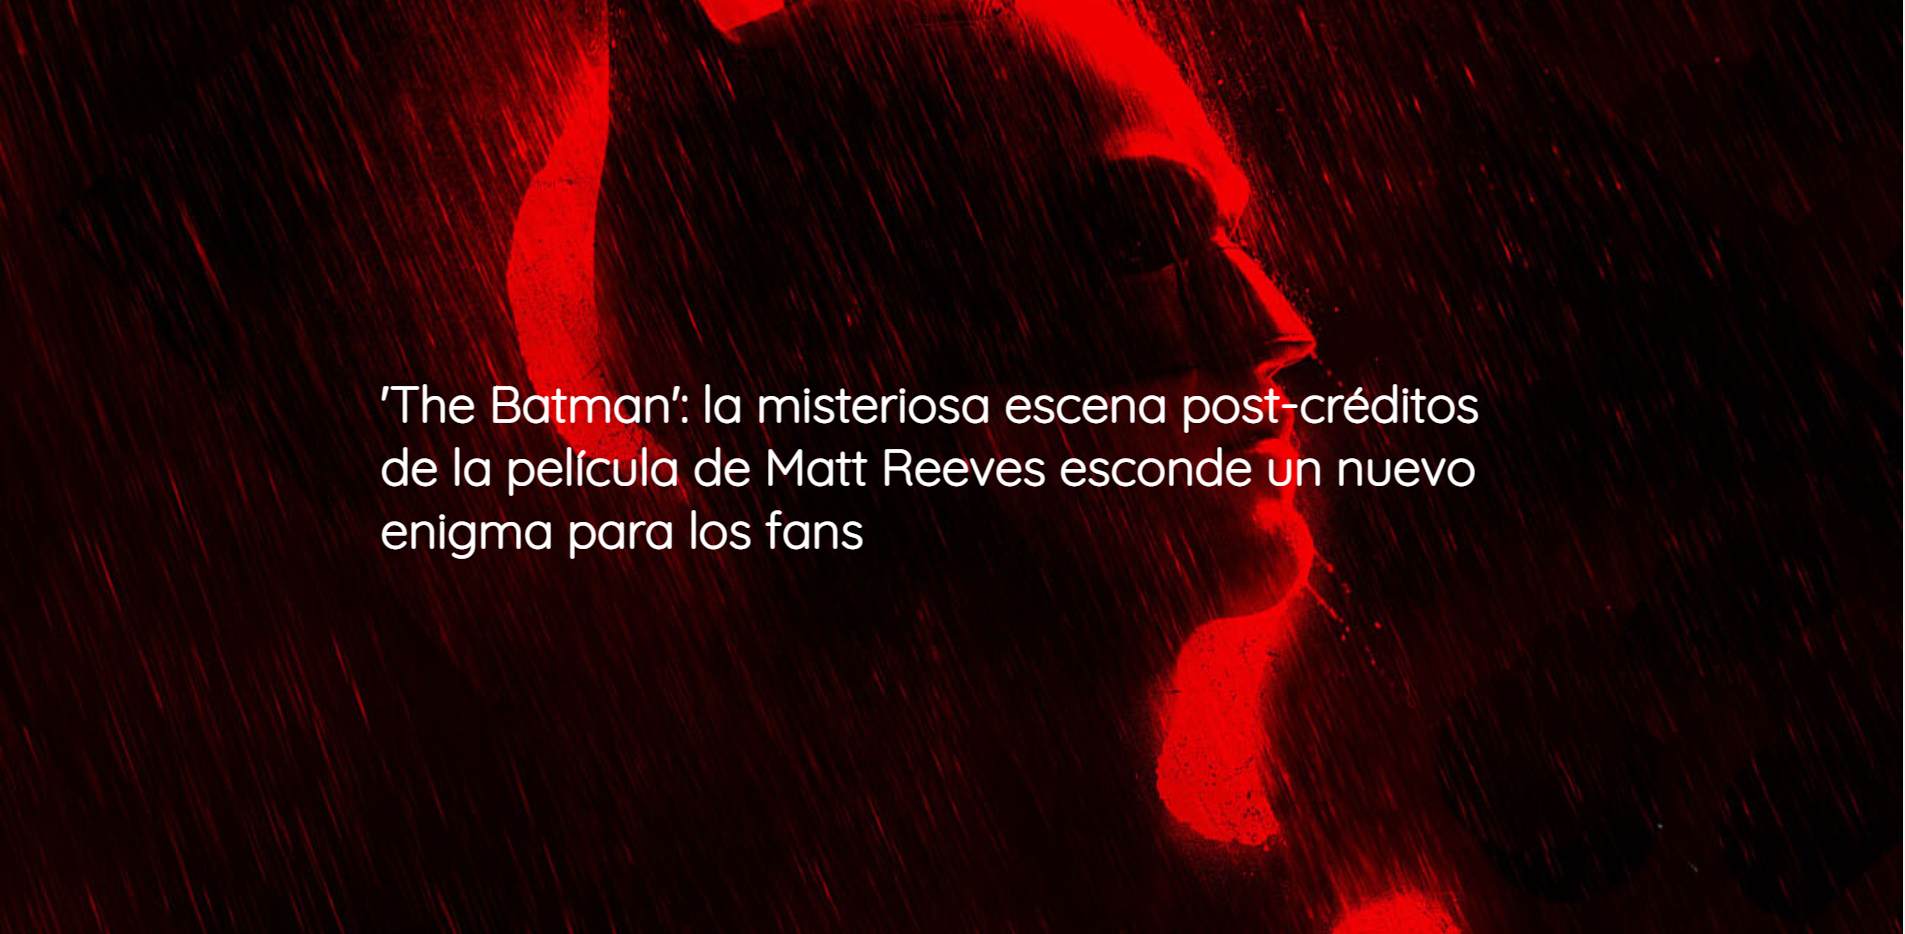 'The Batman': la misteriosa escena post-créditos
de la película de Matt Reeves esconde un nuevo
enigma para los fans